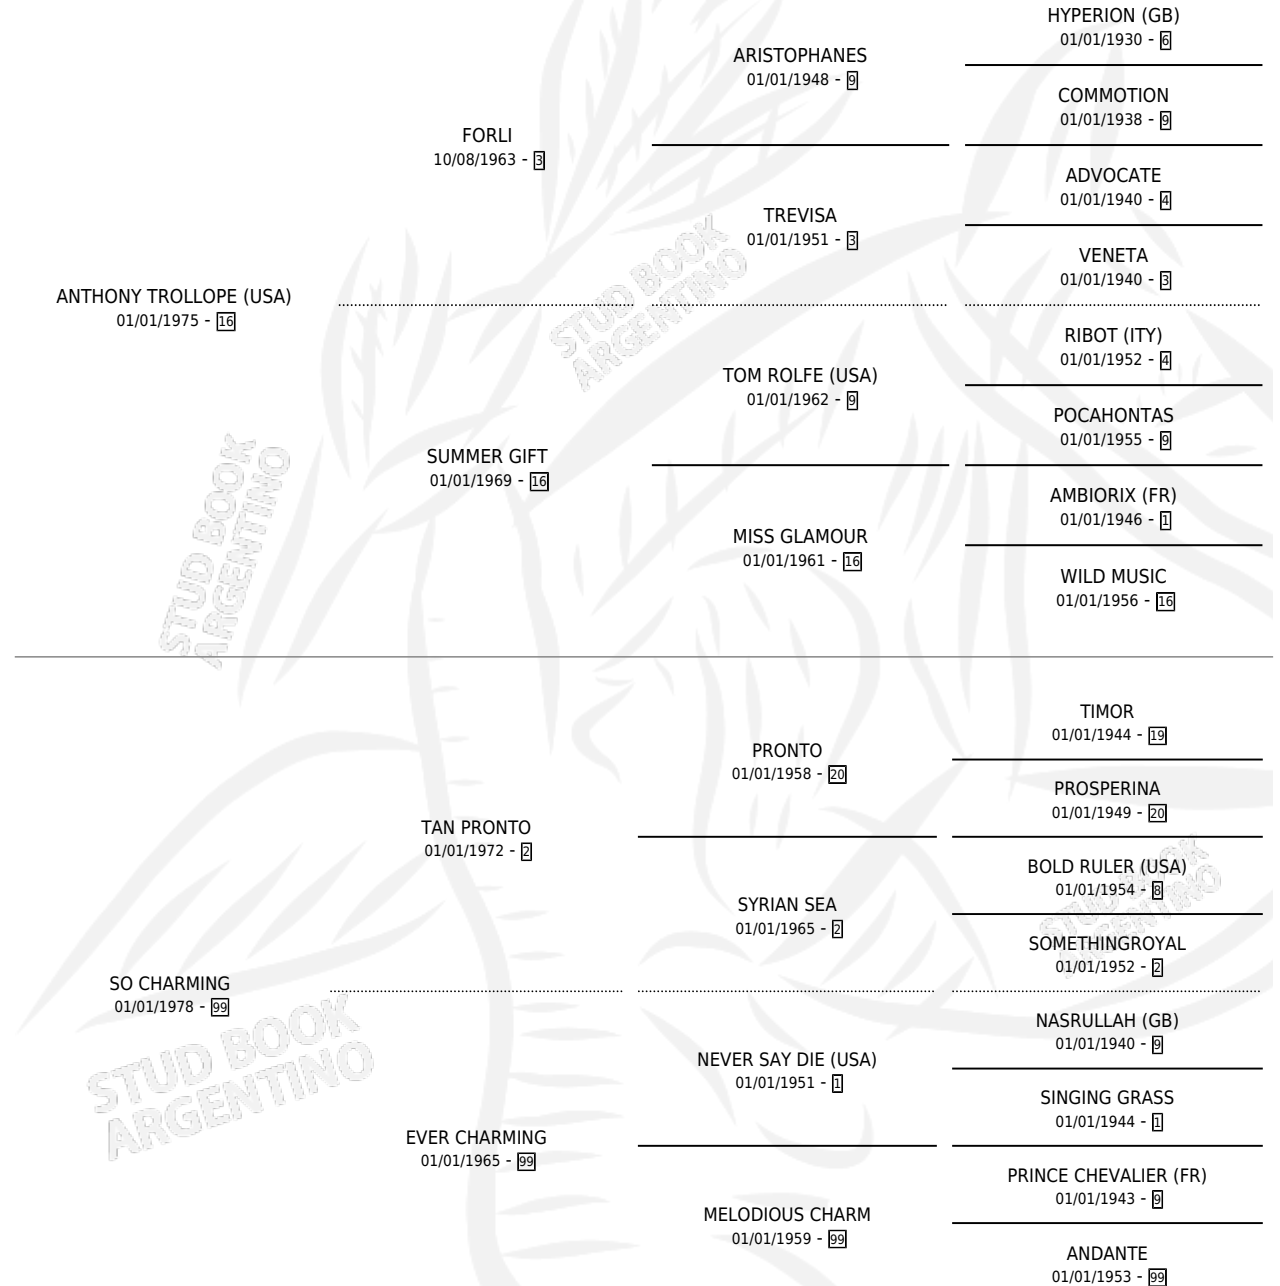 HYPERION (GB)
01/01/1930 - 6
ARISTOPHANES
01/01/1948 - 9
COMMOTION
01/01/1938 - 9
FORLI
10/08/1963 - 3
ADVOCATE
01/01/1940 - 4
TREVISA
01/01/1951 - 3
VENETA
01/01/1940 - 3
ANTHONY TROLLOPE (USA)
01/01/1975 - 16
STUD BOOK
ARGENTINO
RIBOT (ITY)
01/01/1952 - 4
TOM ROLFE (USA)
01/01/1962 - 9
POCAHONTAS
01/01/1955 - 9
SUMMER GIFT
01/01/1969 - 16
STUD BOOK
ARGENTINO
AMBIORIX (FR)
01/01/1946 - 1
MISS GLAMOUR
01/01/1961 - 16
WILD MUSIC
01/01/1956 - 16
TIMOR
01/01/1944 - 19
PRONTO
01/01/1958 - 20
PROSPERINA
01/01/1949 - 20
TAN PRONTO
01/01/1972 - 2
BOLD RULER (USA)
01/01/1954 - 8
SYRIAN SEA
01/01/1965 - 2
STUD BOOK
ARGENTINO
SOMETHINGROYAL
01/01/1952 - 2
SO CHARMING
01/01/1978 - 99
STUD BOOK
ARGENTINO
NASRULLAH (GB)
01/01/1940 - 9
NEVER SAY DIE (USA)
01/01/1951 - 1
SINGING GRASS
01/01/1944 - 1
EVER CHARMING
01/01/1965 - 99
PRINCE CHEVALIER (FR)
01/01/1943 - 9
MELODIOUS CHARM
01/01/1959 - 99
ANDANTE
01/01/1953 - 99